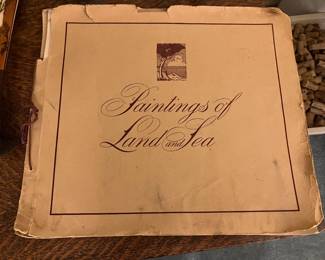 Paintings of
Land and Sea